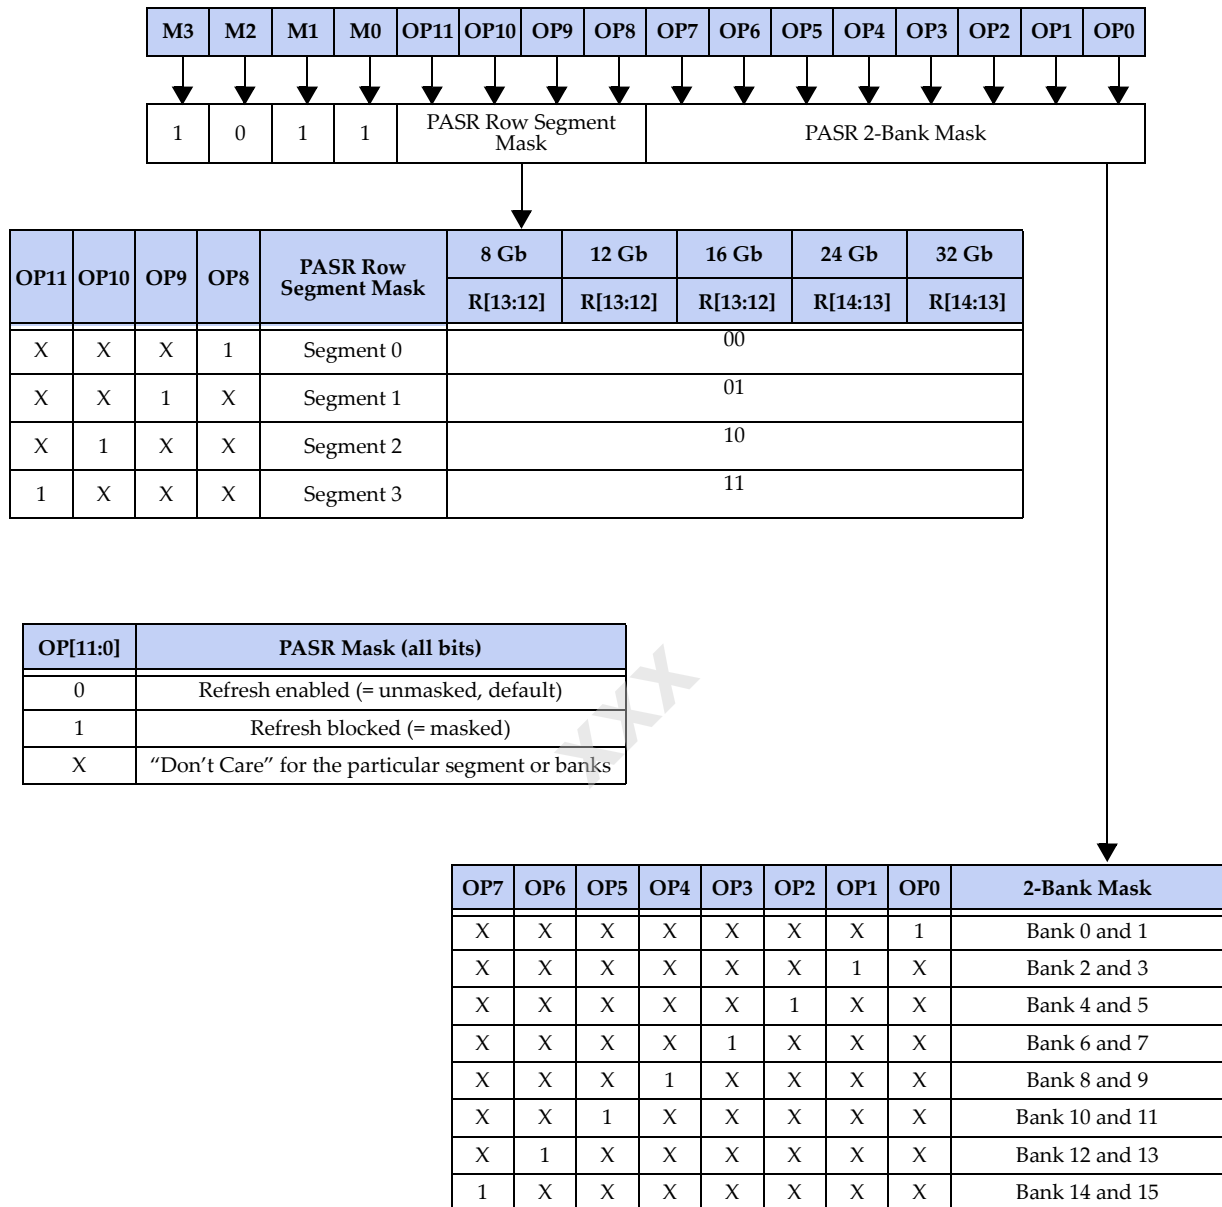 M3 M2 M1 M0 OP11 OP10 OP9 OP8 OP7 OP6 OP5 OP4 OP3 OP2 OP1 OP0
1 0 1 1 PASR Row Segment Mask PASR 2-Bank Mask
OP11 OP10 OP9 OP8 PASR Row Segment Mask 8 Gb 12 Gb 16 Gb 24 Gb 32 Gb
R[13:12] R[13:12] R[13:12] R[14:13] R[14:13]
X X X 1 Segment 0 00
X X 1 X Segment 1 01
X 1 X X Segment 2 10
1 X X X Segment 3 11
OP[11:0] PASR Mask (all bits)
0 Refresh enabled (= unmasked, default)
1 Refresh blocked (= masked)
X “Don’t Care” for the particular segment or banks
xxx
OP7 OP6 OP5 OP4 OP3 OP2 OP1 OP0 2-Bank Mask
X X X X X X X 1 Bank 0 and 1
X X X X X X 1 X Bank 2 and 3
X X X X X 1 X X Bank 4 and 5
X X X X 1 X X X Bank 6 and 7
X X X 1 X X X X Bank 8 and 9
X X 1 X X X X X Bank 10 and 11
X 1 X X X X X X Bank 12 and 13
1 X X X X X X X Bank 14 and 15